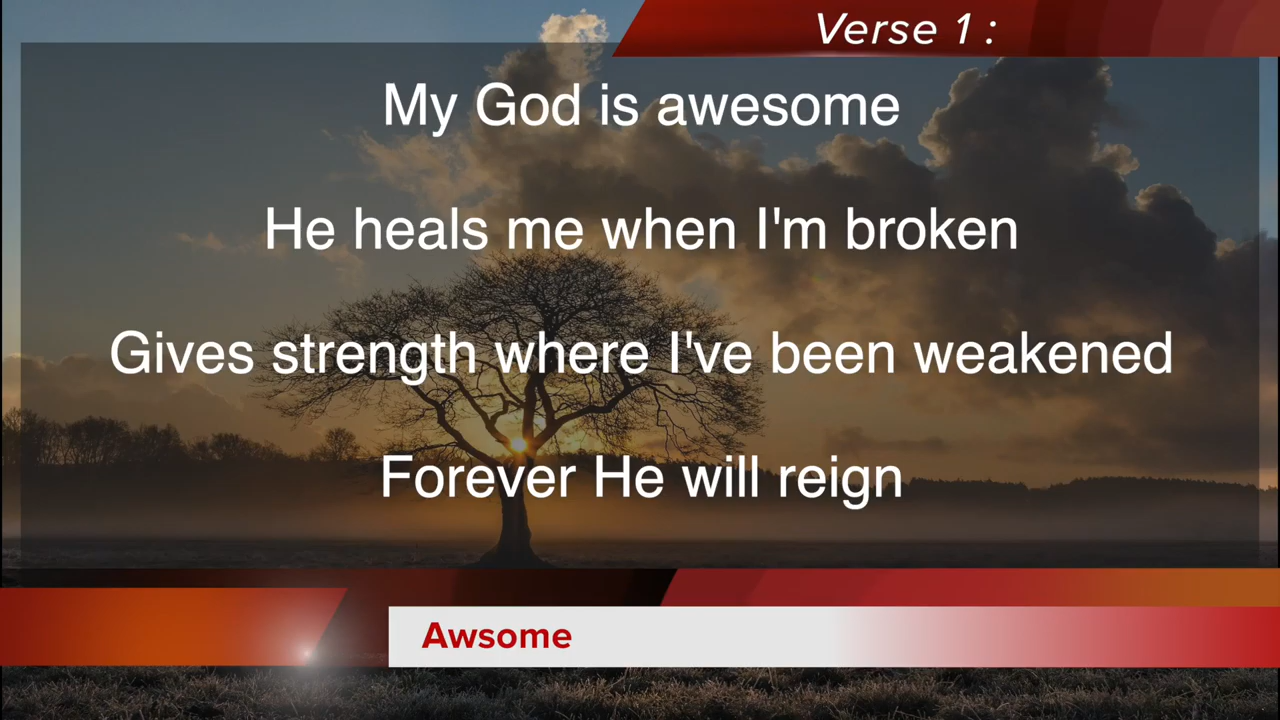 Verse 1 :
My God is awesome
He heals me when I'm broken
Gives strength where I've been weakened
Forever He will reign
Awsome